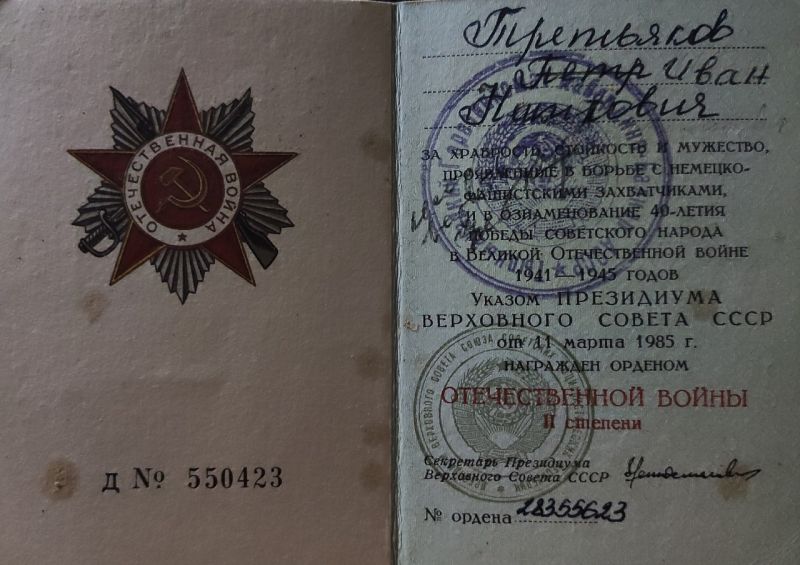 ОТЕЧЕСТВЕННАЯ ВОЙНА
Д № 550423
Третьяков
Петр Иван
Никтович
ЗА ХРАБРОСТЬ, СТОЙКОСТЬ И МУЖЕСТВО,
ПРОЯВЛЕННЫЕ В БОРЬБЕ С НЕМЕЦКО-
ФАШИСТСКИМИ ЗАХВАТЧИКАМИ,
И В ОЗНАМЕНОВАНИЕ 40-ЛЕТИЯ
ПОБЕДЫ СОВЕТСКОГО НАРОДА
В ВЕЛИКОЙ ОТЕЧЕСТВЕННОЙ ВОЙНЕ
1941—1945 ГОДОВ
УКАЗОМ ПРЕЗИДИУМА
ВЕРХОВНОГО СОВЕТА СССР
от 11 марта 1985 г.
НАГРАЖДЕН ОРДЕНОМ
ОТЕЧЕСТВЕННОЙ ВОЙНЫ
II степени
Секретарь Президиума
Верховного Совета СССР
№ ордена 28355623